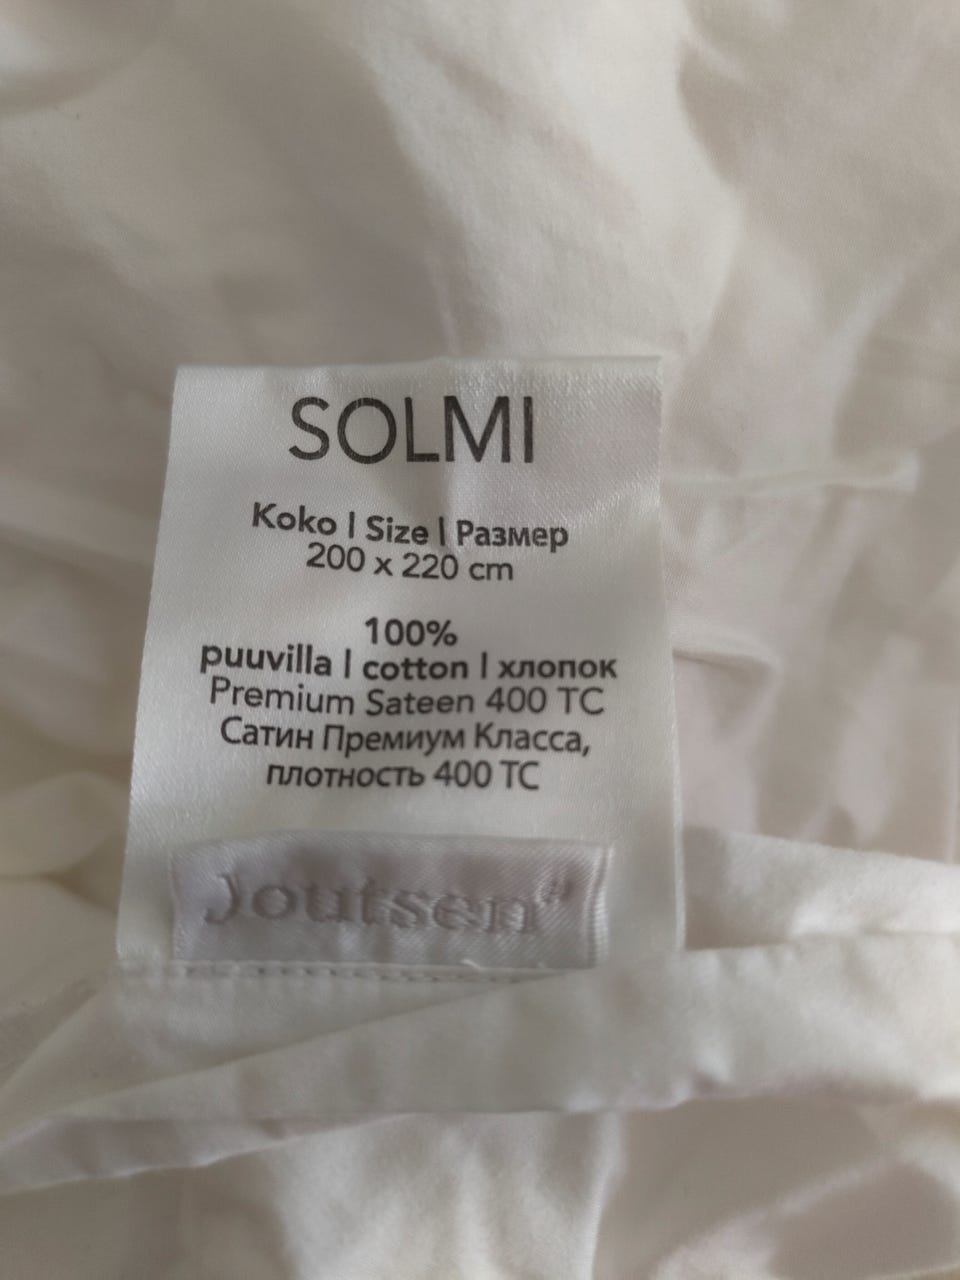 SOLMI
Koko | Size | Размер
200 x 220 cm
100%
puuvilla | cotton | хлопок
Premium Sateen 400 TC
Сатин Премиум Класса,
плотность 400 TC
Joutsen®